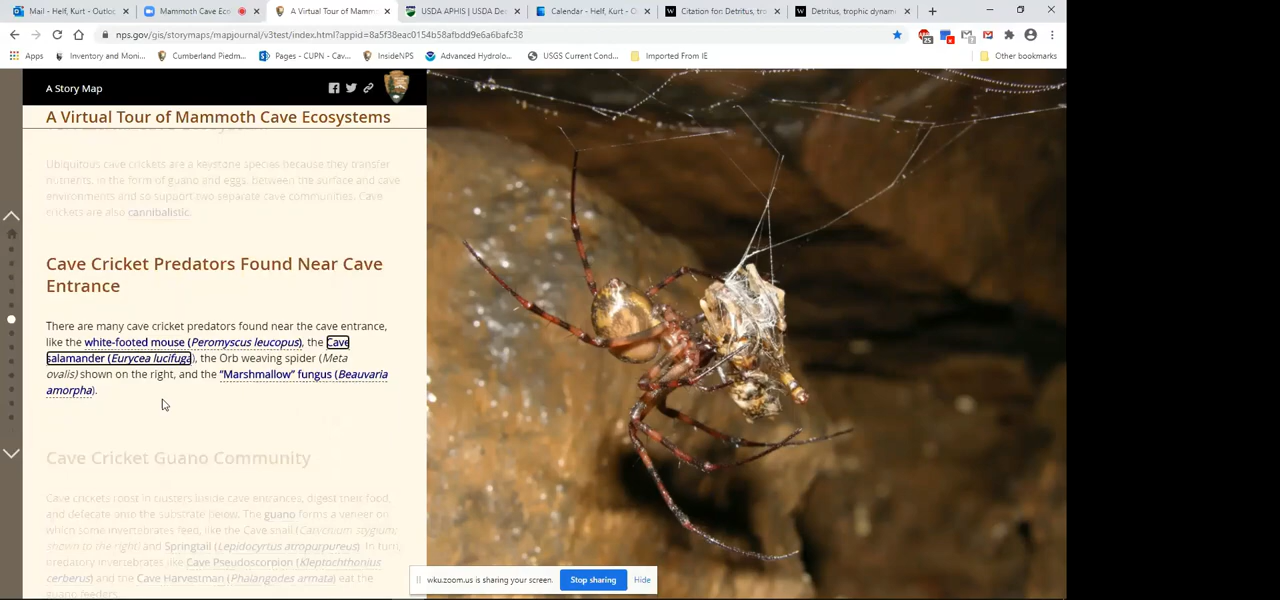 Mail - Helf, Kurt - Outloo
Mammoth Cave Eco
A Virtual Tour of Mamm
USDA APHIS | USDA De
Calendar - Helf, Kurt - O
Citation for: Detritus, tro
Detritus, trophic dynami
nps.gov/gis/storymaps/mapjournal/v3test/index.html?appid=8a5f38eac0154b58afbdd9e6a6bafc38
Apps
Inventory and Moni...
Cumberland Piedm...
Pages - CUPN - Cav...
InsideNPS
Advanced Hydrolo...
USGS Current Cond...
Imported From IE
Other bookmarks
A Story Map
A Virtual Tour of Mammoth Cave Ecosystems
Ubiquitous cave crickets are a keystone species because they transfer
nutrients, in the form of guano and eggs, between the surface and cave
environments and so support two separate cave communities. Cave
crickets are also cannibalistic.
Cave Cricket Predators Found Near Cave
Entrance
There are many cave cricket predators found near the cave entrance,
like the white-footed mouse (Peromyscus leucopus), the Cave
salamander (Eurycea lucifuga), the Orb weaving spider (Meta
ovalis) shown on the right, and the “Marshmallow” fungus (Beauvaria
amorpha).
Cave Cricket Guano Community
Cave crickets roost in clusters inside cave entrances, digest their food,
and defecate onto the substrate below. The guano forms a veneer on
which some invertebrates feed, like the Cave snail (Carychium stygium;
shown to the right) and Springtail (Lepidocyrtus atropurpureus). In turn,
predatory invertebrates like Cave Pseudoscorpion (Kleptochthonius
cerberus) and the Cave Harvestman (Phalangodes armata) eat the
guano feeders.
wku.zoom.us is sharing your screen.
Stop sharing
Hide